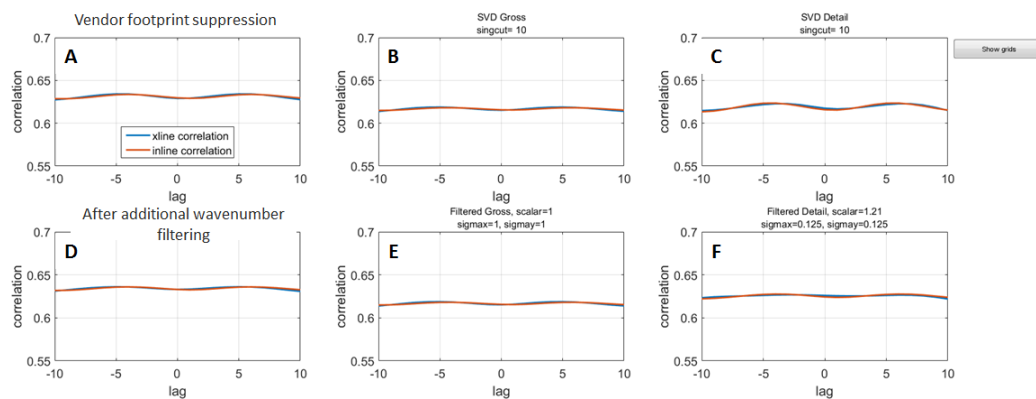 Vendor footprint suppression
SVD Gross
singcut= 10
SVD Detail
singcut= 10
Show grids
A
B
C
0.7
0.65
0.6
0.55
correlation
xline correlation
inline correlation
-10 -5 0 5 10
lag
0.7
0.65
0.6
0.55
correlation
-10 -5 0 5 10
lag
0.7
0.65
0.6
0.55
correlation
-10 -5 0 5 10
lag
After additional wavenumber
filtering
Filtered Gross, scalar=1
sigmax=1, sigmay=1
Filtered Detail, scalar=1.21
sigmax=0.125, sigmay=0.125
D
E
F
0.7
0.65
0.6
0.55
correlation
-10 -5 0 5 10
lag
0.7
0.65
0.6
0.55
correlation
-10 -5 0 5 10
lag
0.7
0.65
0.6
0.55
correlation
-10 -5 0 5 10
lag